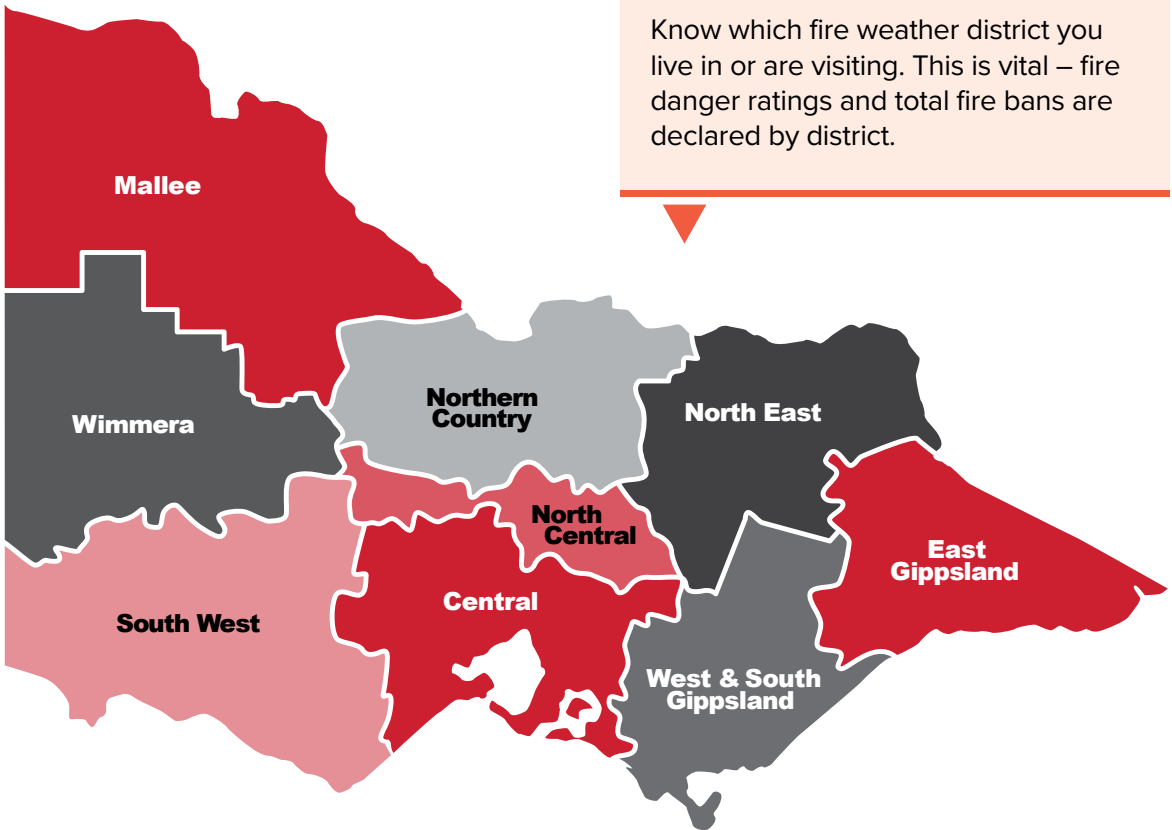 Know which fire weather district you
live in or are visiting. This is vital – fire
danger ratings and total fire bans are
declared by district.
Mallee
Wimmera
Northern
Country
North East
North
Central
East
Gippsland
South West
Central
West & South
Gippsland